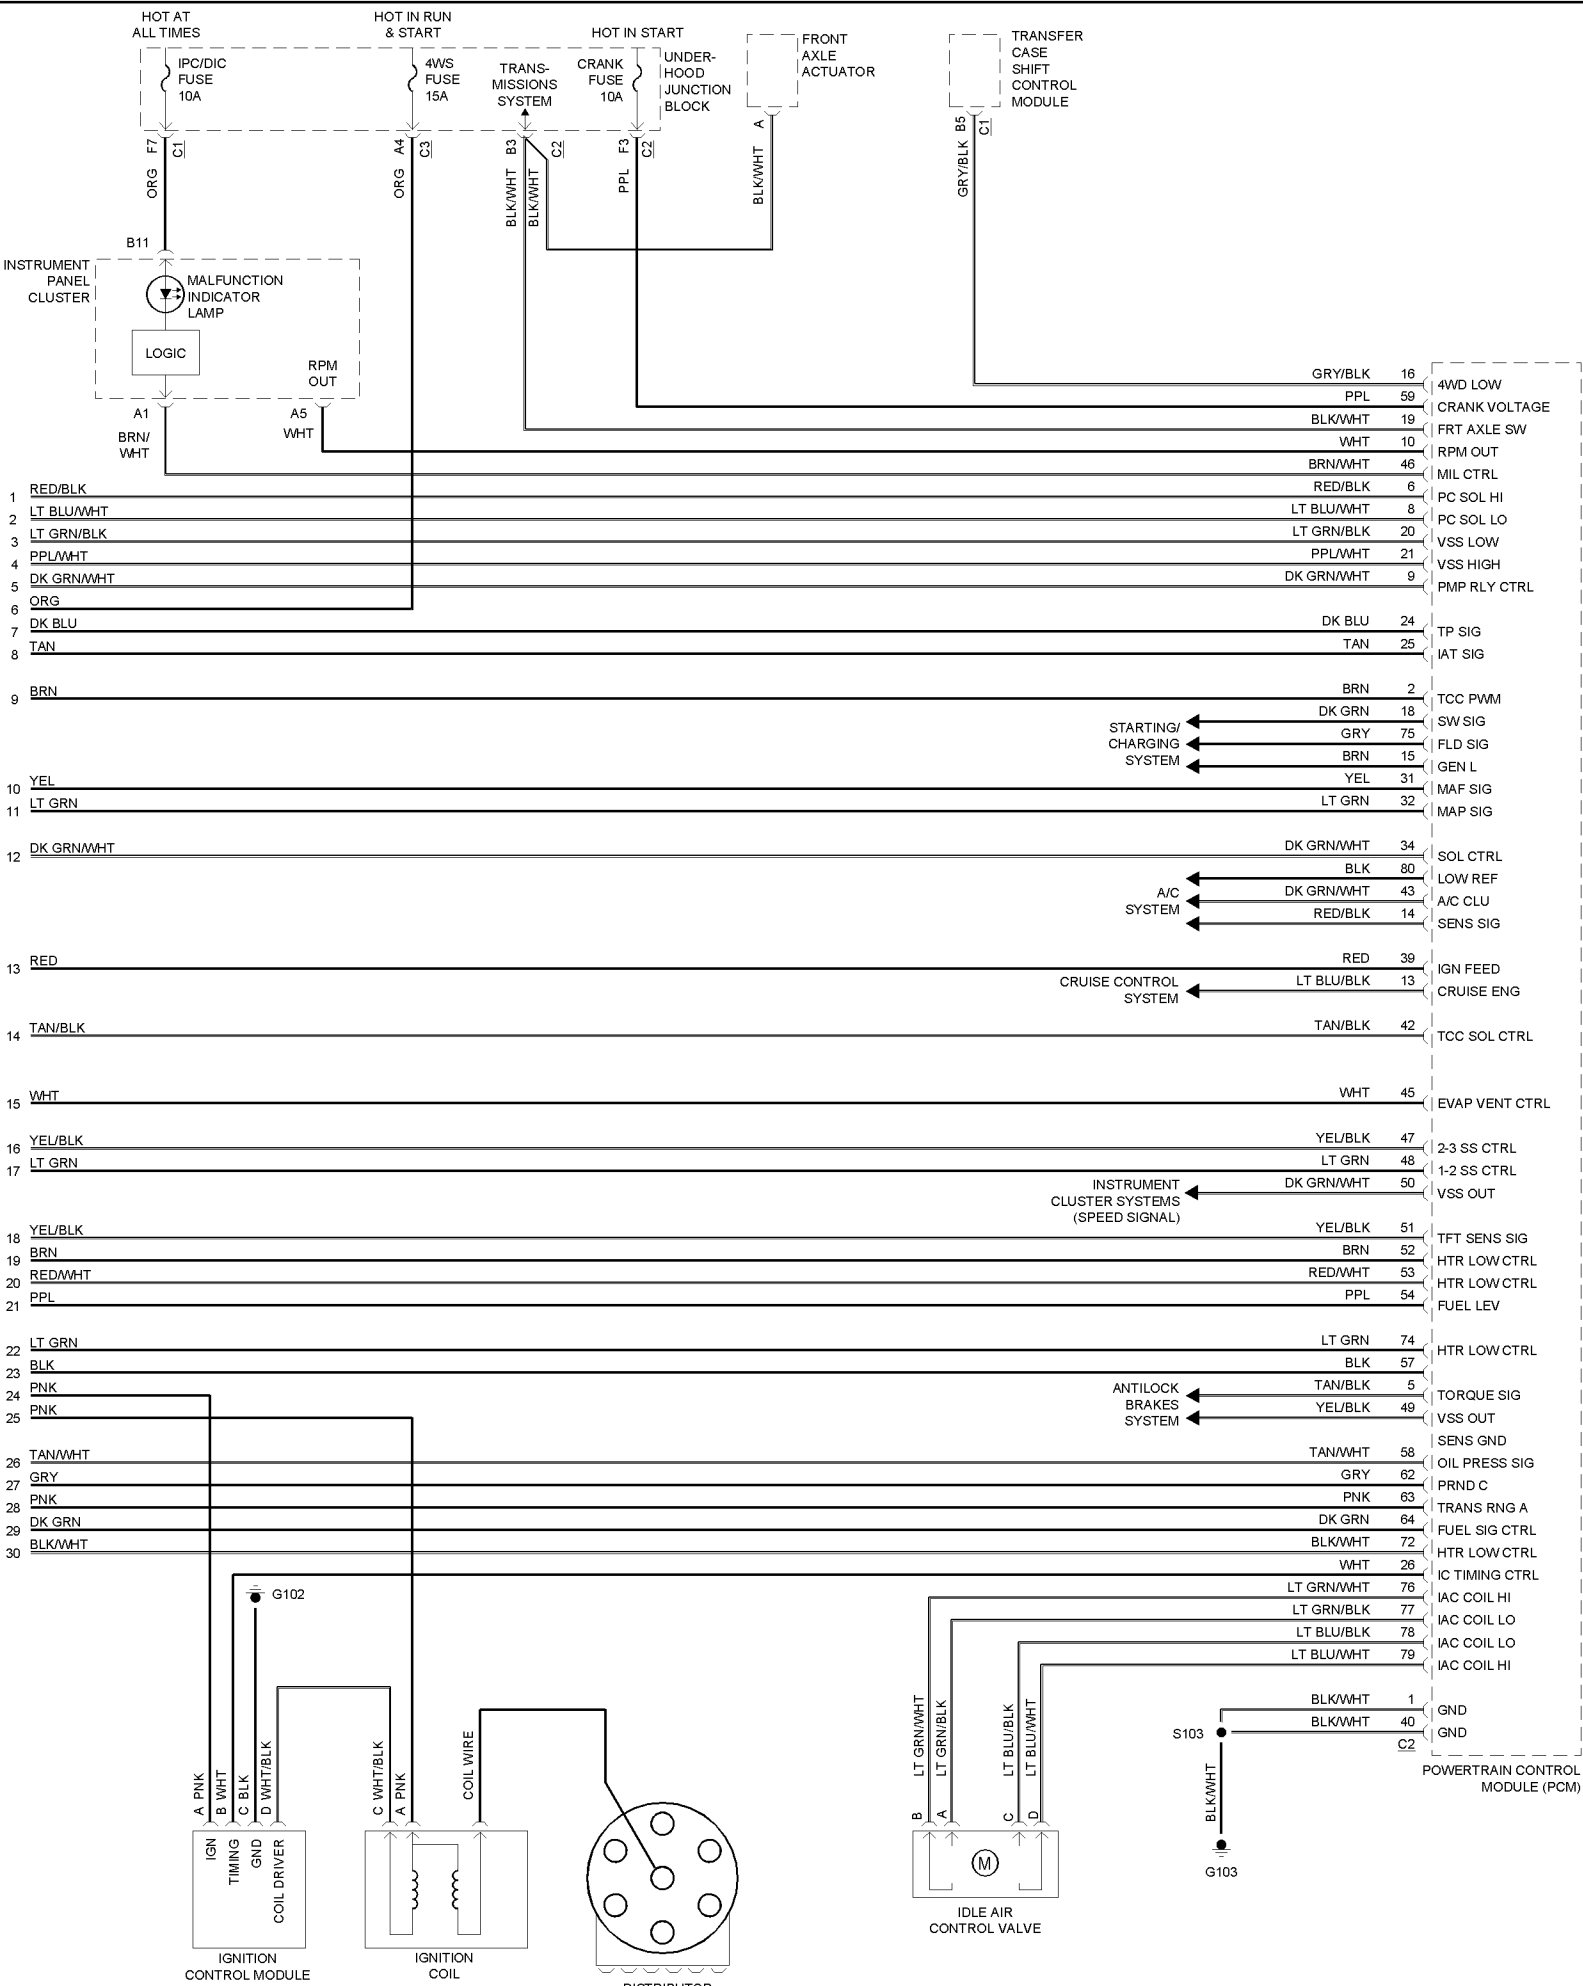 HOT AT
ALL TIMES
HOT IN RUN
& START
HOT IN START
IPC/DIC
FUSE
10A
4WS
FUSE
15A
TRANS-
MISSIONS
SYSTEM
CRANK
FUSE
10A
UNDER-
HOOD
JUNCTION
BLOCK
FRONT
AXLE
ACTUATOR
TRANSFER
CASE
SHIFT
CONTROL
MODULE
F7
C1
A4
C3
B3
C2
F3
C2
A
B5
C1
ORG
ORG
BLK/WHT
BLK/WHT
PPL
BLK/WHT
GRY/BLK
B11
INSTRUMENT
PANEL
CLUSTER
MALFUNCTION
INDICATOR
LAMP
LOGIC
RPM
OUT
A1
A5
BRN/
WHT
WHT
GRY/BLK 16 4WD LOW
PPL 59 CRANK VOLTAGE
BLK/WHT 19 FRT AXLE SW
WHT 10 RPM OUT
BRN/WHT 46 MIL CTRL
1 RED/BLK RED/BLK 6 PC SOL HI
2 LT BLU/WHT LT BLU/WHT 8 PC SOL LO
3 LT GRN/BLK LT GRN/BLK 20 VSS LOW
4 PPL/WHT PPL/WHT 21 VSS HIGH
5 DK GRN/WHT DK GRN/WHT 9 PMP RLY CTRL
6 ORG
7 DK BLU DK BLU 24 TP SIG
8 TAN TAN 25 IAT SIG
9 BRN BRN 2 TCC PWM
STARTING/
CHARGING
SYSTEM
DK GRN 18 SW SIG
GRY 75 FLD SIG
BRN 15 GEN L
10 YEL YEL 31 MAF SIG
11 LT GRN LT GRN 32 MAP SIG
12 DK GRN/WHT DK GRN/WHT 34 SOL CTRL
A/C
SYSTEM
BLK 80 LOW REF
DK GRN/WHT 43 A/C CLU
RED/BLK 14 SENS SIG
13 RED RED 39 IGN FEED
CRUISE CONTROL
SYSTEM
LT BLU/BLK 13 CRUISE ENG
14 TAN/BLK TAN/BLK 42 TCC SOL CTRL
15 WHT WHT 45 EVAP VENT CTRL
16 YEL/BLK YEL/BLK 47 2-3 SS CTRL
17 LT GRN LT GRN 48 1-2 SS CTRL
INSTRUMENT
CLUSTER SYSTEMS
(SPEED SIGNAL)
DK GRN/WHT 50 VSS OUT
18 YEL/BLK YEL/BLK 51 TFT SENS SIG
19 BRN BRN 52 HTR LOW CTRL
20 RED/WHT RED/WHT 53 HTR LOW CTRL
21 PPL PPL 54 FUEL LEV
22 LT GRN LT GRN 74 HTR LOW CTRL
23 BLK BLK 57
24 PNK
25 PNK
ANTILOCK
BRAKES
SYSTEM
TAN/BLK 5 TORQUE SIG
YEL/BLK 49 VSS OUT
SENS GND
26 TAN/WHT TAN/WHT 58 OIL PRESS SIG
27 GRY GRY 62 PRND C
28 PNK PNK 63 TRANS RNG A
29 DK GRN DK GRN 64 FUEL SIG CTRL
30 BLK/WHT BLK/WHT 72 HTR LOW CTRL
WHT 26 IC TIMING CTRL
G102
LT GRN/WHT 76 IAC COIL HI
LT GRN/BLK 77 IAC COIL LO
LT BLU/BLK 78 IAC COIL LO
LT BLU/WHT 79 IAC COIL HI
BLK/WHT 1 GND
S103
BLK/WHT 40 GND
C2
POWERTRAIN CONTROL
MODULE (PCM)
A PNK
B WHT
C BLK
D WHT/BLK
C WHT/BLK
A PNK
COIL WIRE
B LT GRN/WHT
A LT GRN/BLK
C LT BLU/BLK
D LT BLU/WHT
BLK/WHT
G103
IGN
TIMING
GND
COIL DRIVER
IGNITION
CONTROL MODULE
IGNITION
COIL
M
IDLE AIR
CONTROL VALVE